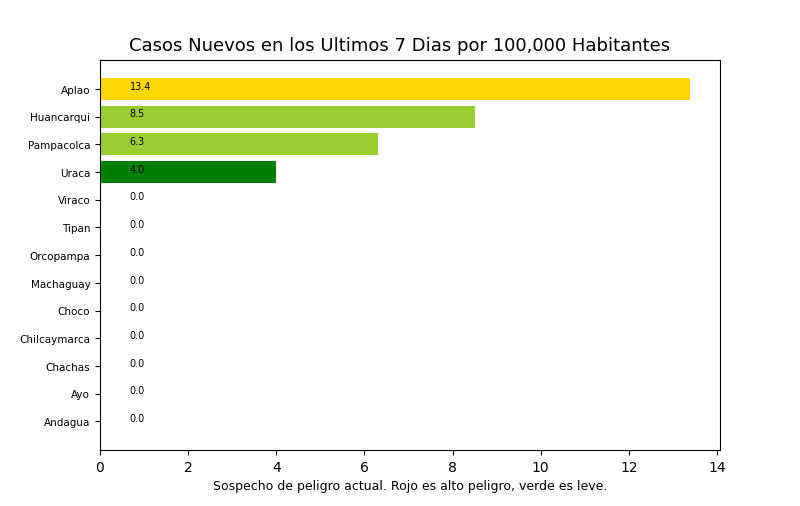 Casos Nuevos en los Ultimos 7 Dias por 100,000 Habitantes
Aplao 13.4
Huancarqui 8.5
Pampacolca 6.3
Uraca 4.0
Viraco 0.0
Tipan 0.0
Orcopampa 0.0
Machaguay 0.0
Choco 0.0
Chilcaymarca 0.0
Chachas 0.0
Ayo 0.0
Andagua 0.0
0 2 4 6 8 10 12 14
Sospecho de peligro actual. Rojo es alto peligro, verde es leve.